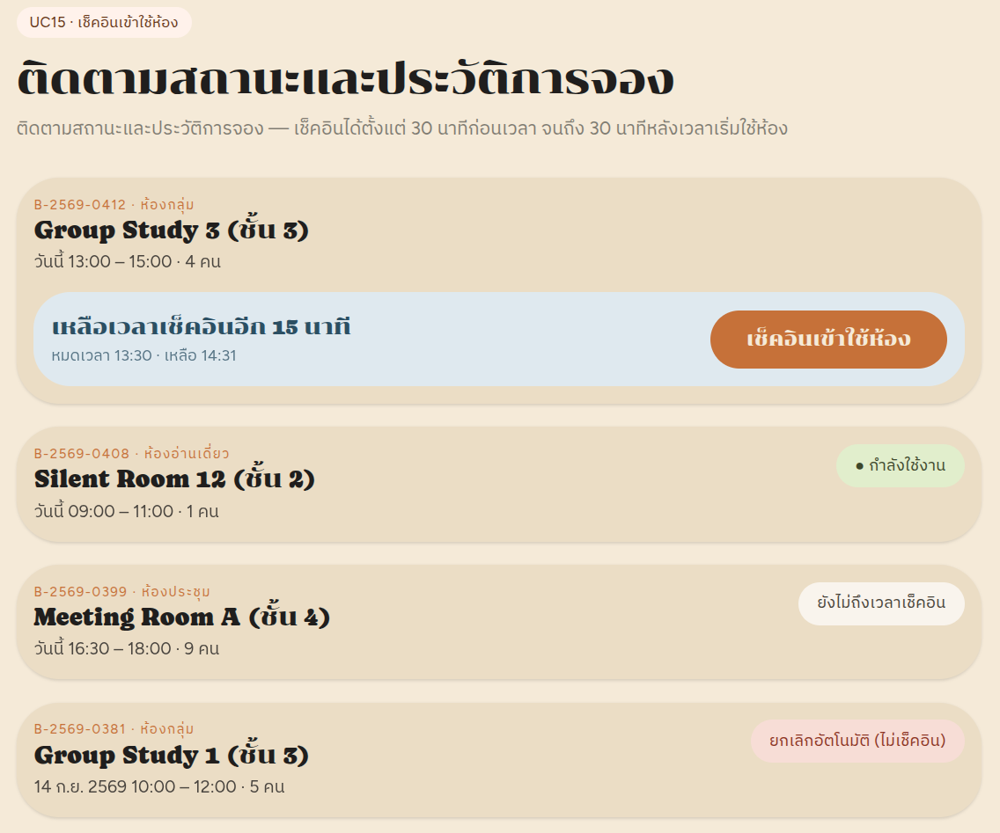 UC15 · เช็คอินเข้าใช้ห้อง
ติดตามสถานะและประวัติการจอง
ติดตามสถานะและประวัติการจอง — เช็คอินได้ตั้งแต่ 30 นาทีก่อนเวลา จนถึง 30 นาทีหลังเวลาเริ่มใช้ห้อง
B-2569-0412 · ห้องกลุ่ม
Group Study 3 (ชั้น 3)
วันนี้ 13:00 – 15:00 · 4 คน
เหลือเวลาเช็คอินอีก 15 นาที
หมดเวลา 13:30 · เหลือ 14:31
เช็คอินเข้าใช้ห้อง
B-2569-0408 · ห้องอ่านเดี่ยว
Silent Room 12 (ชั้น 2)
วันนี้ 09:00 – 11:00 · 1 คน
● กำลังใช้งาน
B-2569-0399 · ห้องประชุม
Meeting Room A (ชั้น 4)
วันนี้ 16:30 – 18:00 · 9 คน
ยังไม่ถึงเวลาเช็คอิน
B-2569-0381 · ห้องกลุ่ม
Group Study 1 (ชั้น 3)
14 ก.ย. 2569 10:00 – 12:00 · 5 คน
ยกเลิกอัตโนมัติ (ไม่เช็คอิน)